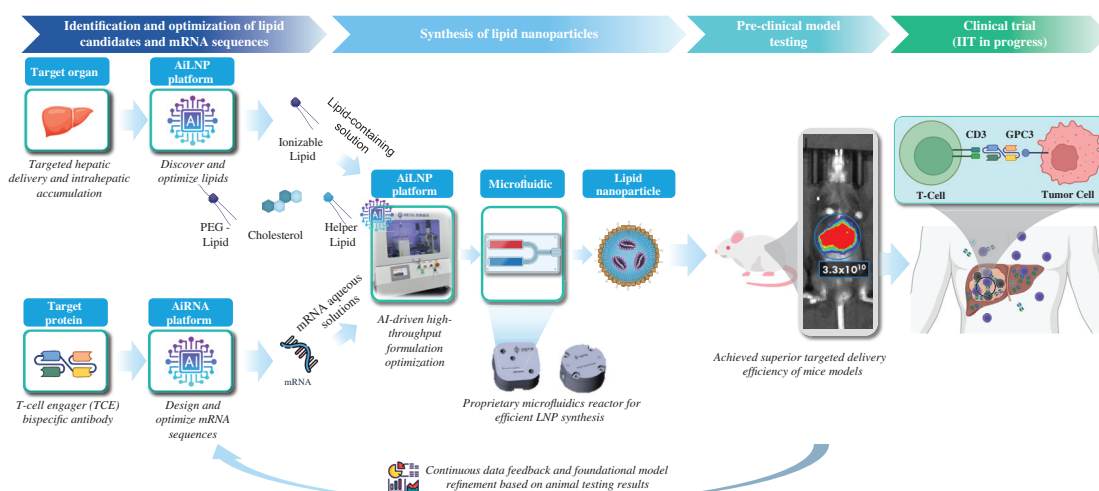 Identification and optimization of lipid
candidates and mRNA sequences
Synthesis of lipid nanoparticles
Pre-clinical model
testing
Clinical trial
(IIT in progress)
Target organ
AiLNP
platform
AI
Targeted hepatic
delivery and intrahepatic
accumulation
Discover and
optimize lipids
Ionizable
Lipid
Lipid-containing
solution
PEG -
Lipid
Cholesterol
Helper
Lipid
Target
protein
AiRNA
platform
AI
T-cell engager (TCE)
bispecific antibody
Design and
optimize mRNA
sequences
mRNA
mRNA aqueous
solutions
AiLNP
platform
AI
AI-driven high-
throughput
formulation
optimization
Microfluidic
Lipid
nanoparticle
Proprietary microfluidics reactor for
efficient LNP synthesis
3.3x10¹⁰
Achieved superior targeted delivery
efficiency of mice models
CD3
GPC3
T-Cell
Tumor Cell
Continuous data feedback and foundational model
refinement based on animal testing results